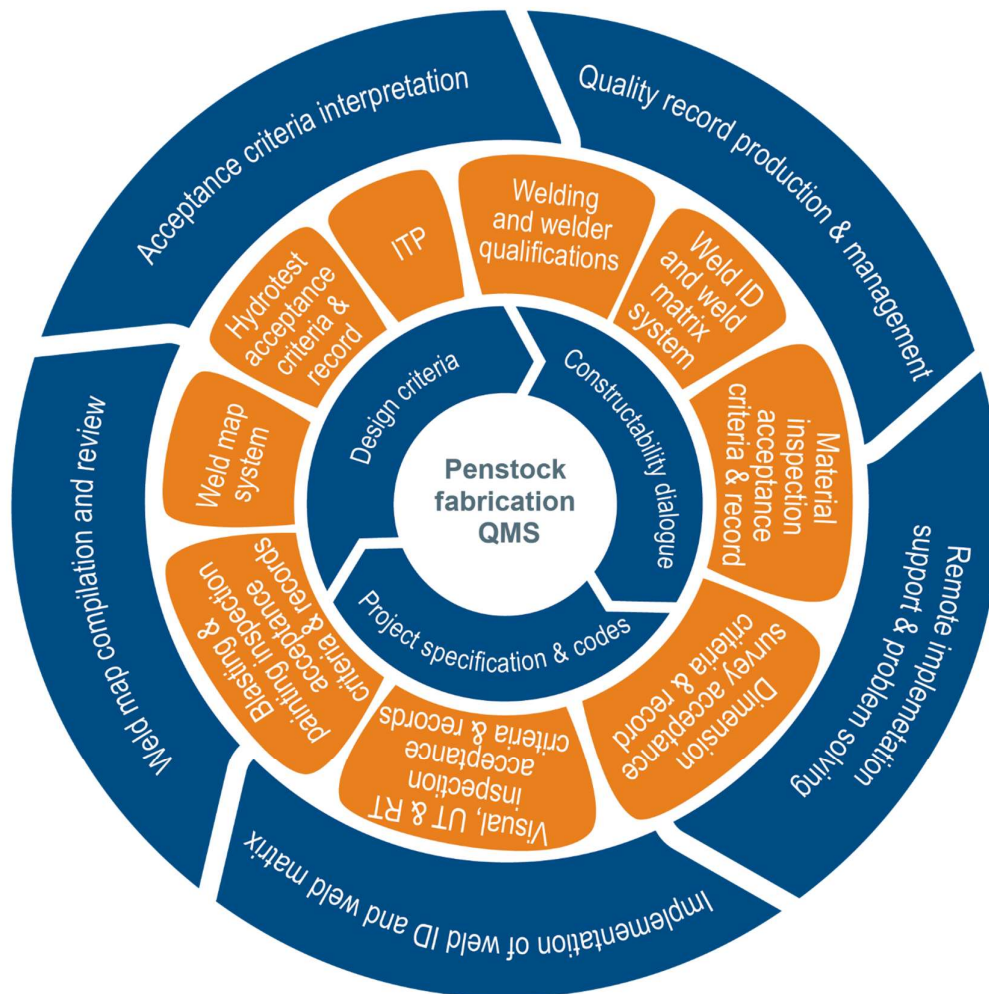 Penstock
fabrication
QMS
Design criteria
Constructability dialogue
Project specification & codes
ITP
Welding
and welder
qualifications
Weld ID
and weld
matrix
system
Material
inspection
acceptance
criteria & record
Dimension
survey acceptance
criteria & record
Visual, UT & RT
inspection
acceptance
criteria & records
Blasting &
painting inspection
acceptance
criteria & records
Weld map
system
Hydrotest
acceptance
criteria &
record
Acceptance criteria interpretation
Quality record production & management
Remote implemetation
support & problem solving
Implementation of weld ID and weld matrix
Weld map compilation and review